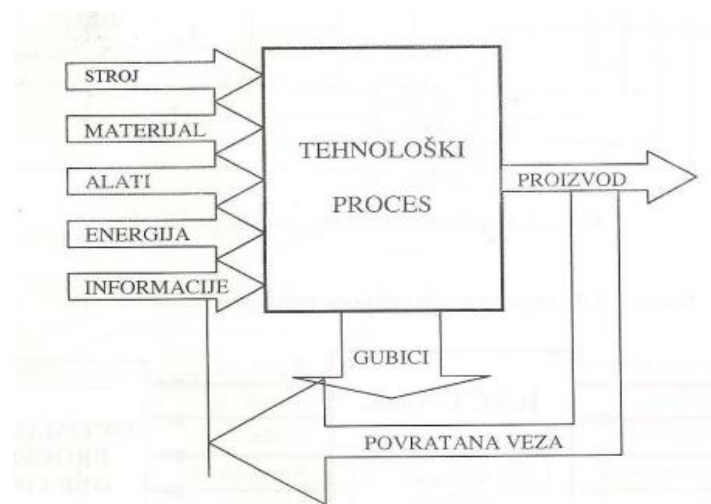 STROJ
MATERIJAL
ALATI
ENERGIJA
INFORMACIJE
TEHNOLOŠKI
PROCES
PROIZVOD
GUBICI
POVRATANA VEZA